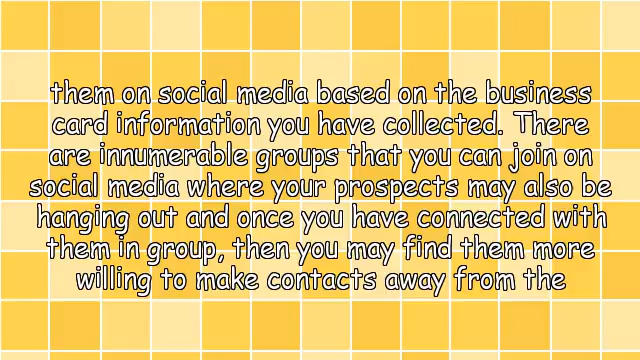 them on social media based on the business
card information you have collected. There
are innumerable groups that you can join on
social media where your prospects may also be
hanging out and once you have connected with
them in group, then you may find them more
willing to make contacts away from the